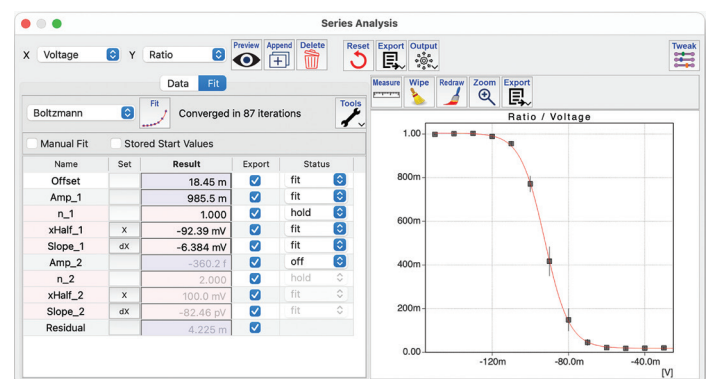 Series Analysis
X Voltage Y Ratio Preview Append Delete Reset Export Output Tweak
Data Fit
Boltzmann Fit Converged in 87 iterations Tools
Manual Fit Stored Start Values
Name Set Result Export Status
Offset 18.45 m fit
Amp_1 985.5 m fit
n_1 1.000 hold
xHalf_1 X -92.39 mV fit
Slope_1 dX -6.384 mV fit
Amp_2 -360.2 f off
n_2 2.000 hold
xHalf_2 X 100.0 mV fit
Slope_2 dX -82.46 pV fit
Residual 4.225 m
Measure Wipe Redraw Zoom Export
Ratio / Voltage
1.00
800m
600m
400m
200m
0.00
-120m -80.0m -40.0m
[V]